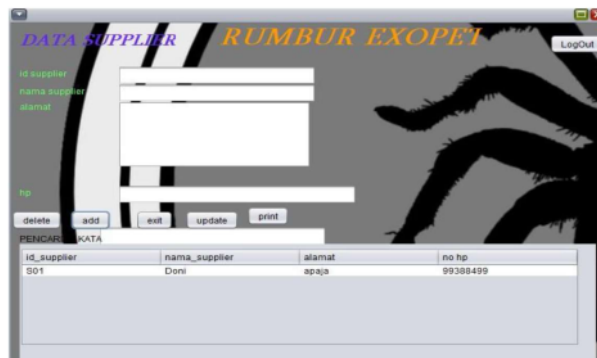 DATA SUPPLIER
RUMBUR EXOPET
LogOut
id supplier
nama supplier
alamat
hp
delete add exit update print
PENCARI KATA
id_supplier nama_supplier alamat no hp
S01 Doni apaja 99388499